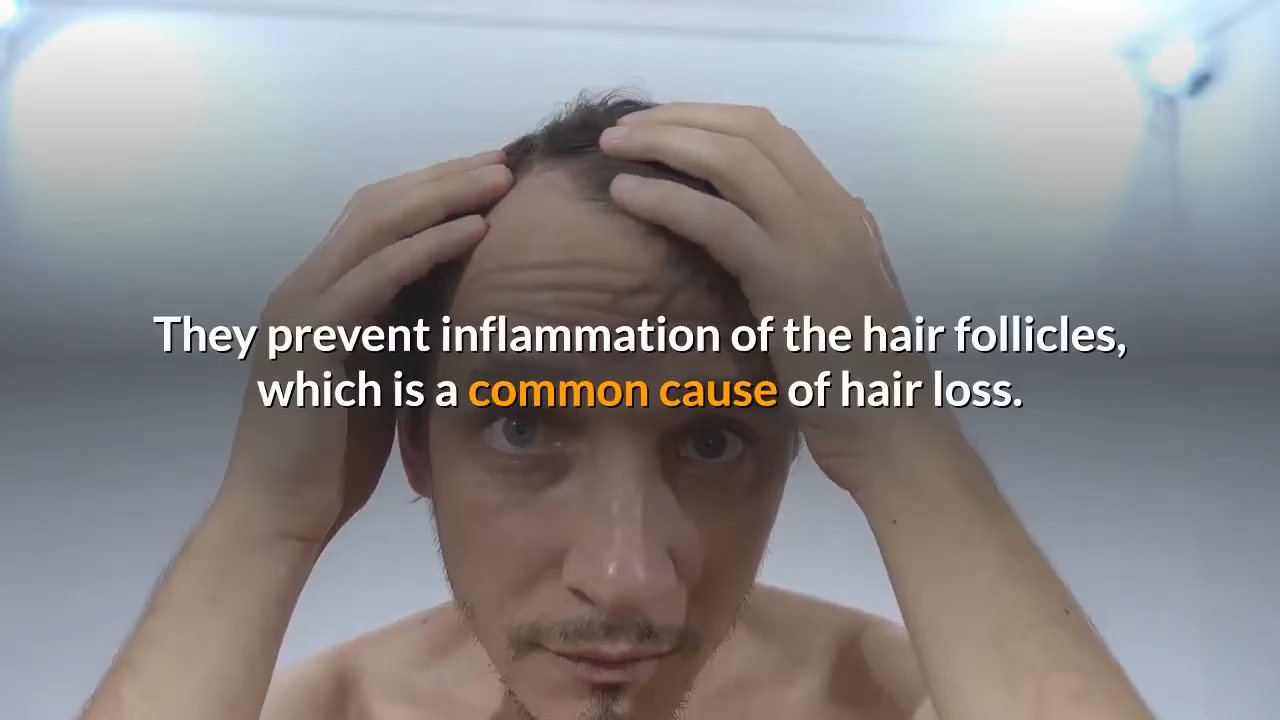 They prevent inflammation of the hair follicles,
which is a common cause of hair loss.